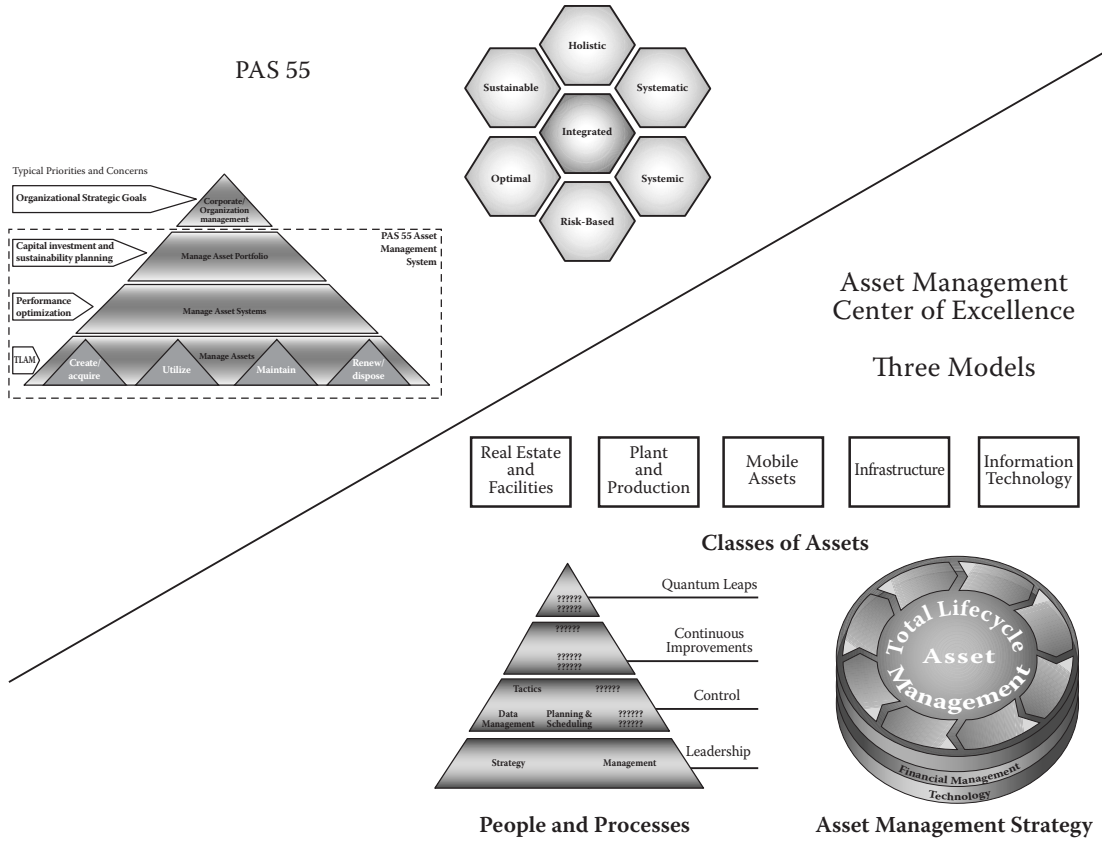 PAS 55
Holistic
Sustainable
Systematic
Integrated
Optimal
Systemic
Risk-Based
Typical Priorities and Concerns
Organizational Strategic Goals
Corporate/
Organization
management
Capital investment and
sustainability planning
Manage Asset Portfolio
PAS 55 Asset
Management
System
Performance
optimization
Manage Asset Systems
TLAM
Manage Assets
Create/
acquire
Utilize
Maintain
Renew/
dispose
Asset Management
Center of Excellence
Three Models
Real Estate
and
Facilities
Plant
and
Production
Mobile
Assets
Infrastructure
Information
Technology
Classes of Assets
??????
??????
Quantum Leaps
??????
??????
??????
Continuous
Improvements
Tactics
??????
Data
Management
Planning &
Scheduling
??????
??????
Control
Strategy
Management
Leadership
People and Processes
Total Lifecycle
Asset
Management
Financial Management
Technology
Asset Management Strategy